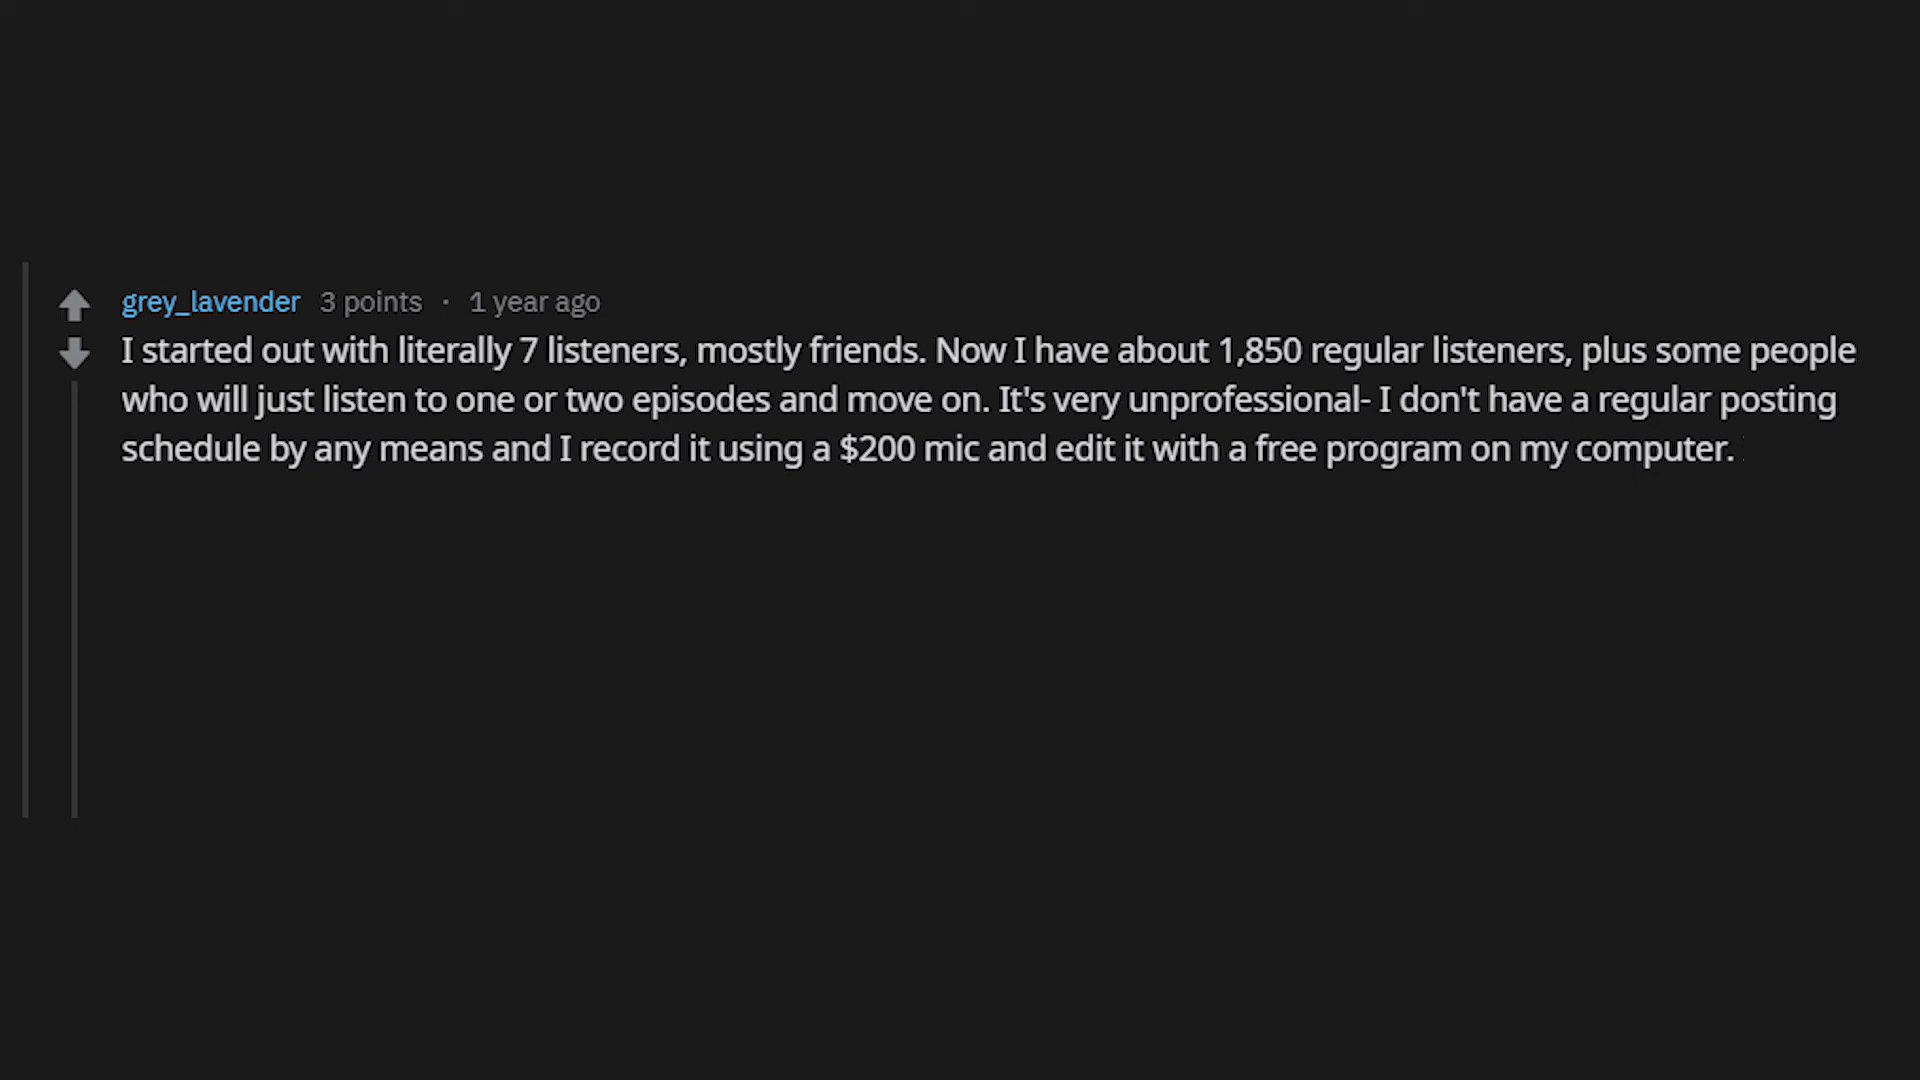 grey_lavender 3 points · 1 year ago
I started out with literally 7 listeners, mostly friends. Now I have about 1,850 regular listeners, plus some people
who will just listen to one or two episodes and move on. It's very unprofessional- I don't have a regular posting
schedule by any means and I record it using a $200 mic and edit it with a free program on my computer.